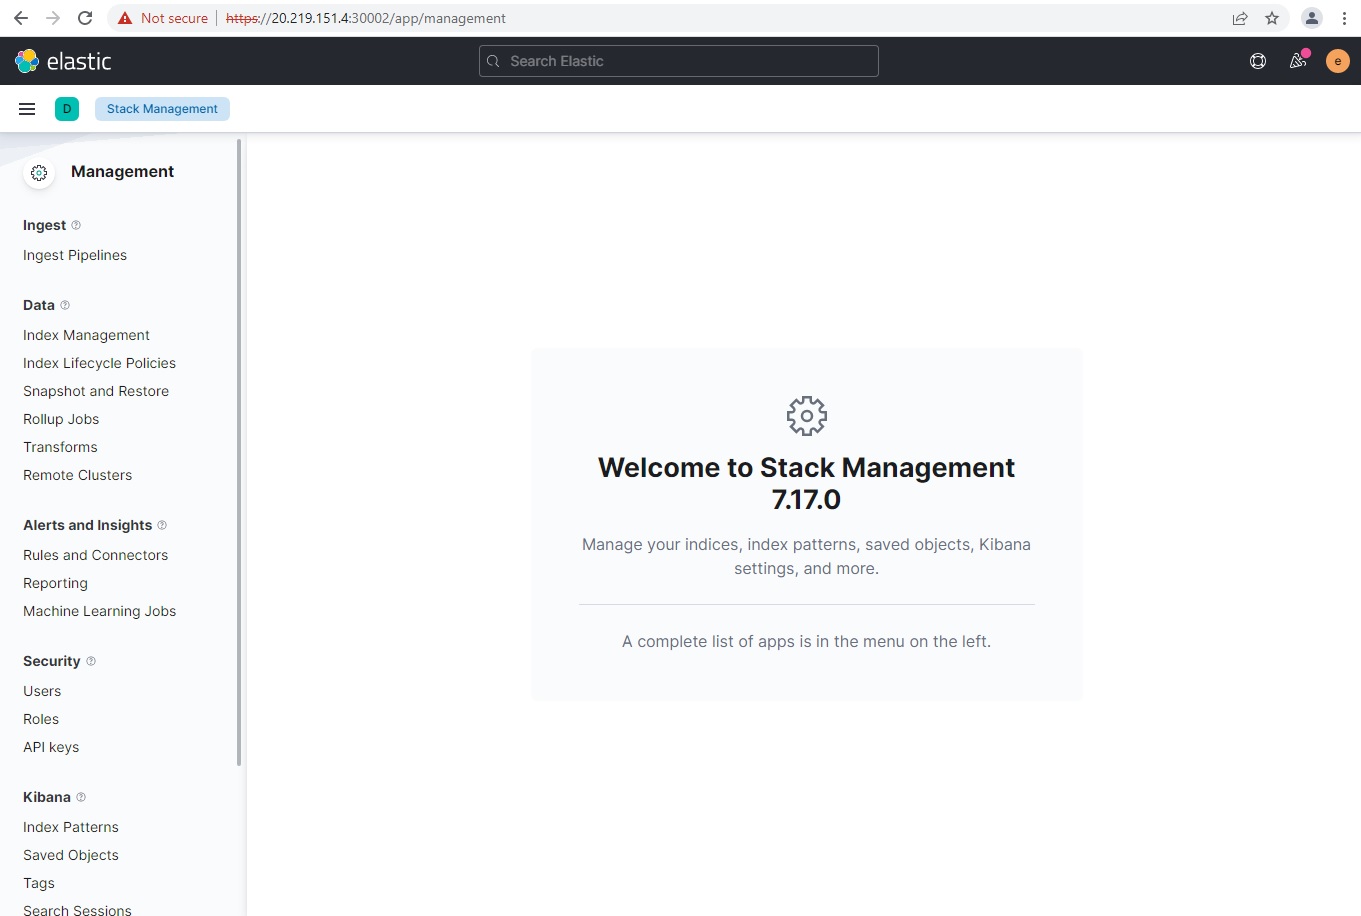 Not secure
https://20.219.151.4:30002/app/management
elastic
Search Elastic
e
D
Stack Management
Management
Ingest
Ingest Pipelines
Data
Index Management
Index Lifecycle Policies
Snapshot and Restore
Rollup Jobs
Transforms
Remote Clusters
Alerts and Insights
Rules and Connectors
Reporting
Machine Learning Jobs
Security
Users
Roles
API keys
Kibana
Index Patterns
Saved Objects
Tags
Search Sessions
Welcome to Stack Management
7.17.0
Manage your indices, index patterns, saved objects, Kibana
settings, and more.
A complete list of apps is in the menu on the left.